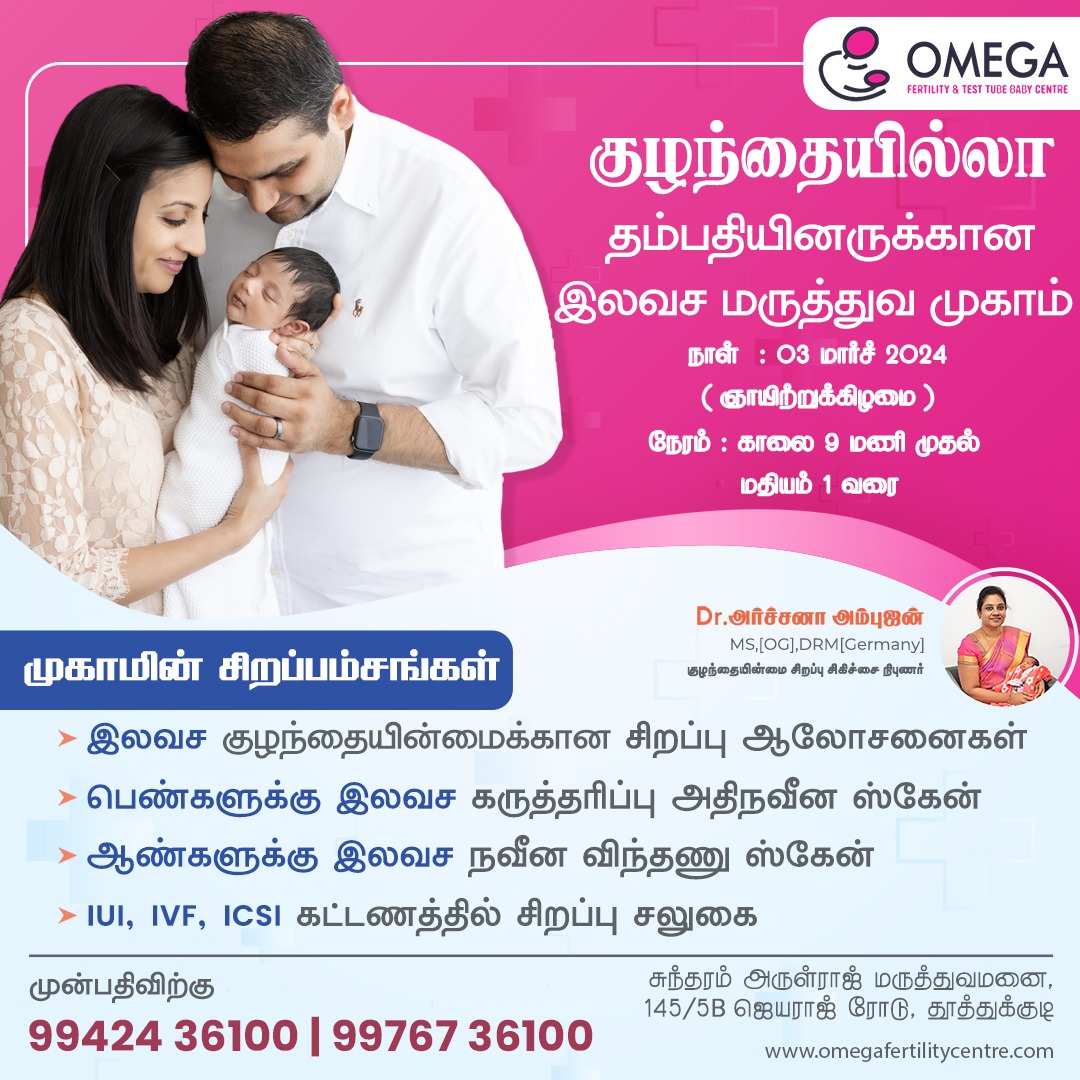 OMEGA
FERTILITY & TEST TUBE BABY CENTRE
குழந்தையில்லா
தம்பதியினருக்கான
இலவச மருத்துவ முகாம்
நாள் : 03 மார்ச் 2024
( ஞாயிற்றுக்கிழமை )
நேரம் : காலை 9 மணி முதல்
மதியம் 1 வரை
Dr.அர்ச்சனா அம்புஜன்
MS,[OG],DRM[Germany]
குழந்தையின்மை சிறப்பு சிகிச்சை நிபுணர்
முகாமின் சிறப்பம்சங்கள்
➤ இலவச குழந்தையின்மைக்கான சிறப்பு ஆலோசனைகள்
➤ பெண்களுக்கு இலவச கருத்தரிப்பு அதிநவீன ஸ்கேன்
➤ ஆண்களுக்கு இலவச நவீன விந்தணு ஸ்கேன்
➤ IUI, IVF, ICSI கட்டணத்தில் சிறப்பு சலுகை
முன்பதிவிற்கு
99424 36100 | 99767 36100
சுந்தரம் அருள்ராஜ் மருத்துவமனை,
145/5B ஜெயராஜ் ரோடு, தூத்துக்குடி
www.omegafertilitycentre.com